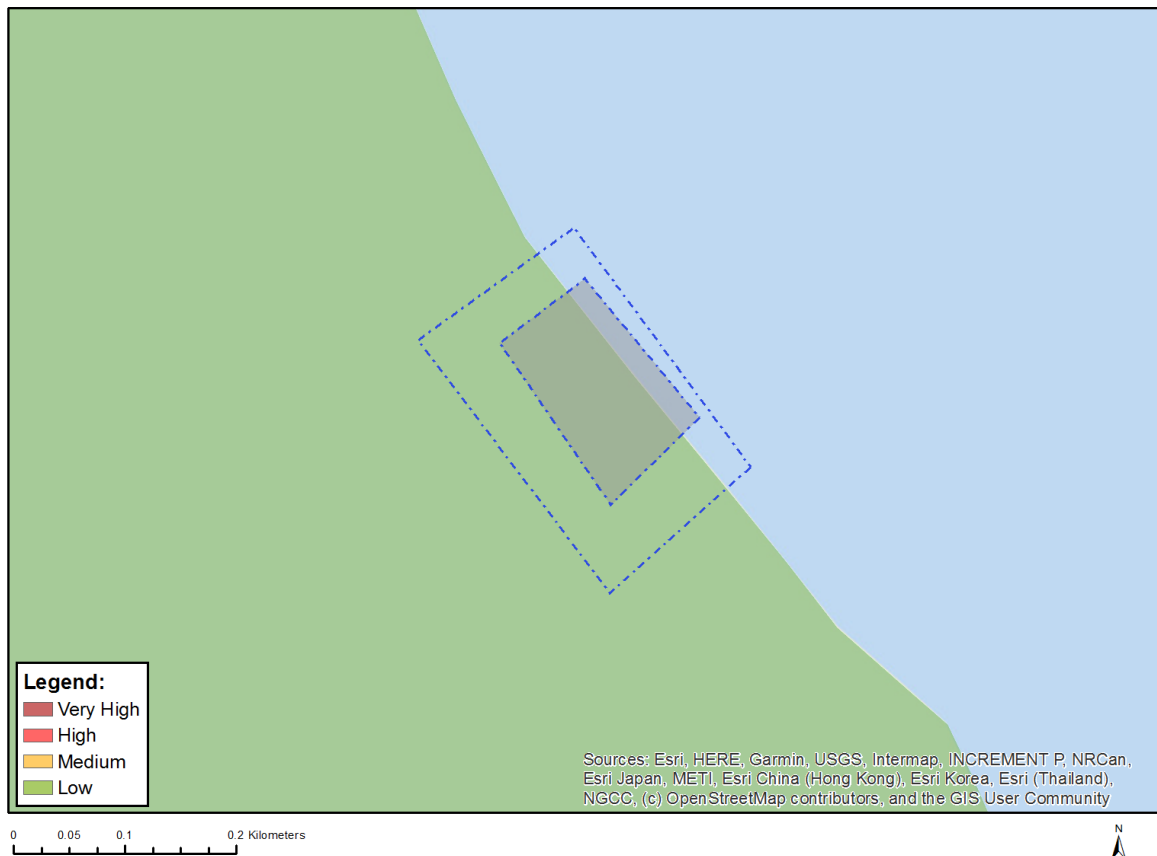 Legend:
Very High
High
Medium
Low
Sources: Esri, HERE, Garmin, USGS, Intermap, INCREMENT P, NRCan,
Esri Japan, METI, Esri China (Hong Kong), Esri Korea, Esri (Thailand),
NGCC, (c) OpenStreetMap contributors, and the GIS User Community
0 0.05 0.1 0.2 Kilometers
N